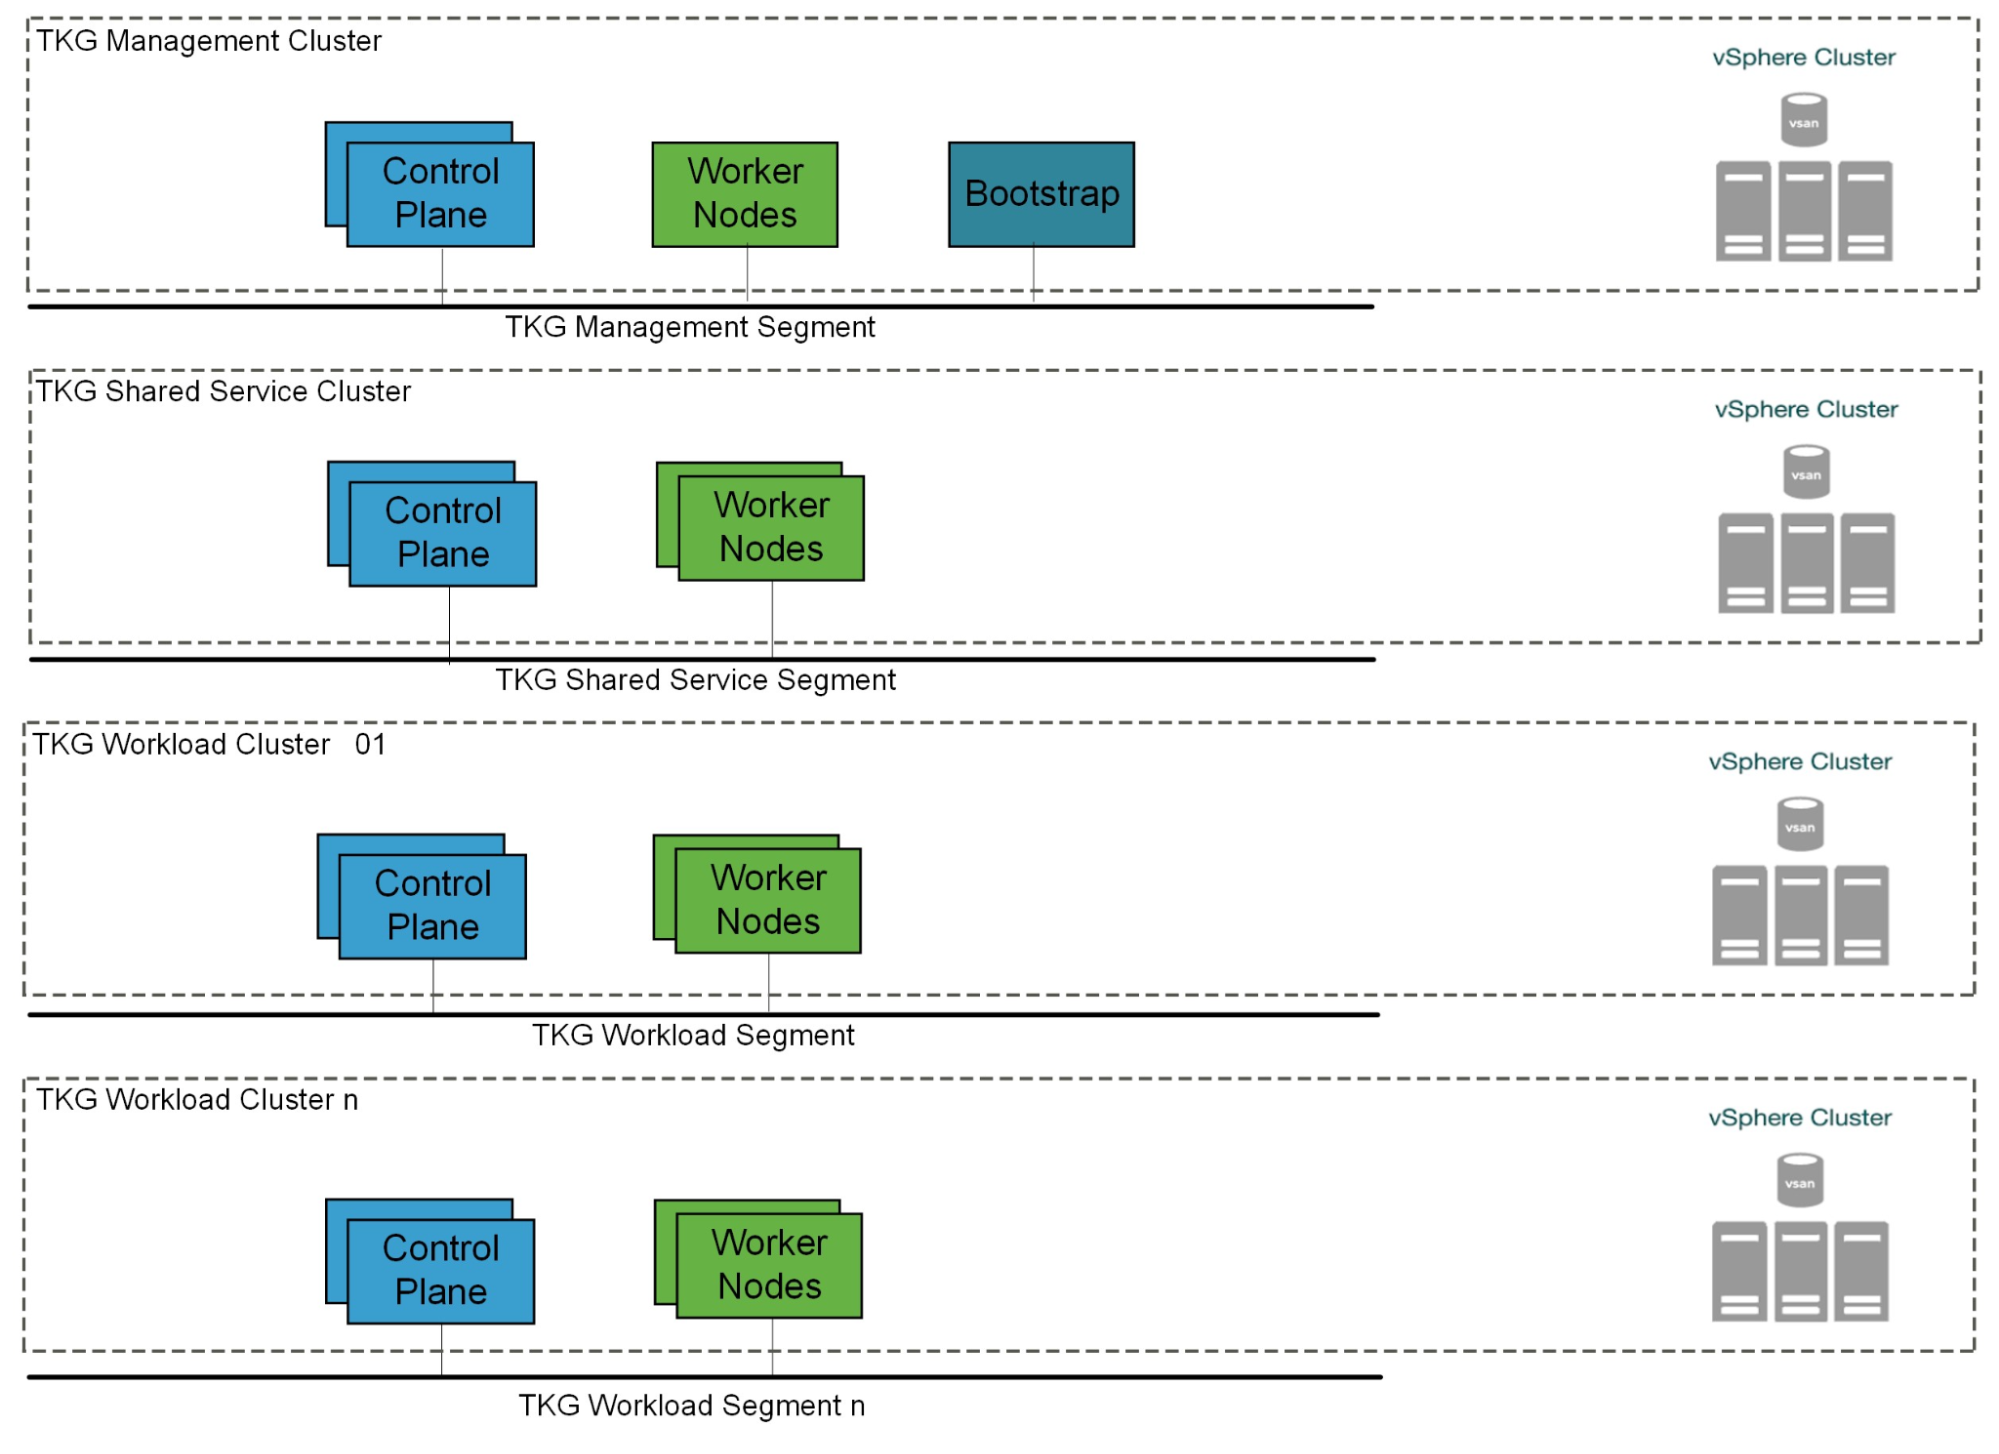 TKG Management Cluster
vSphere Cluster
vsan
Control
Plane
Worker
Nodes
Bootstrap
TKG Management Segment
TKG Shared Service Cluster
vSphere Cluster
vsan
Control
Plane
Worker
Nodes
TKG Shared Service Segment
TKG Workload Cluster 01
vSphere Cluster
vsan
Control
Plane
Worker
Nodes
TKG Workload Segment
TKG Workload Cluster n
vSphere Cluster
vsan
Control
Plane
Worker
Nodes
TKG Workload Segment n